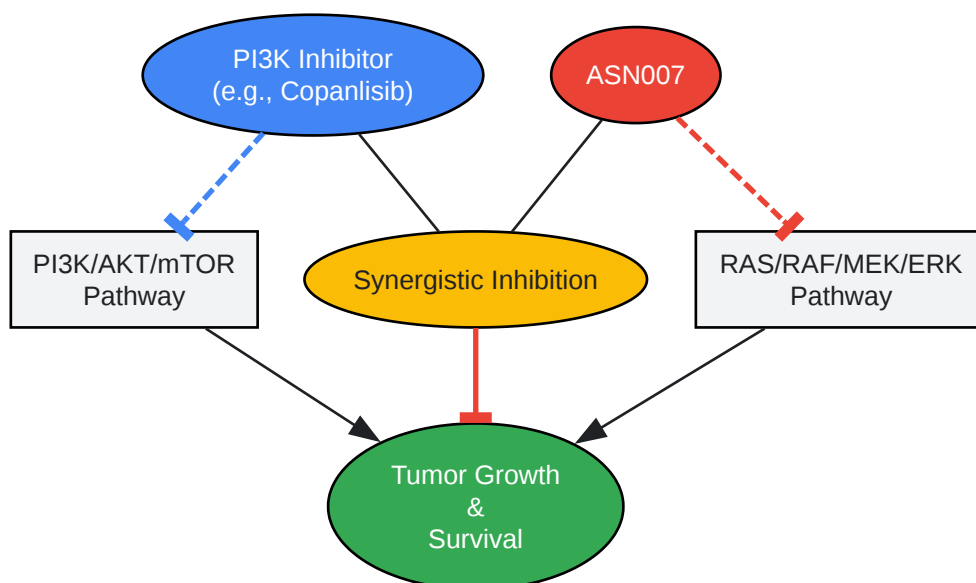 PI3K Inhibitor
(e.g., Copanlisib)
ASN007
PI3K/AKT/mTOR
Pathway
Synergistic Inhibition
RAS/RAF/MEK/ERK
Pathway
Tumor Growth
&
Survival